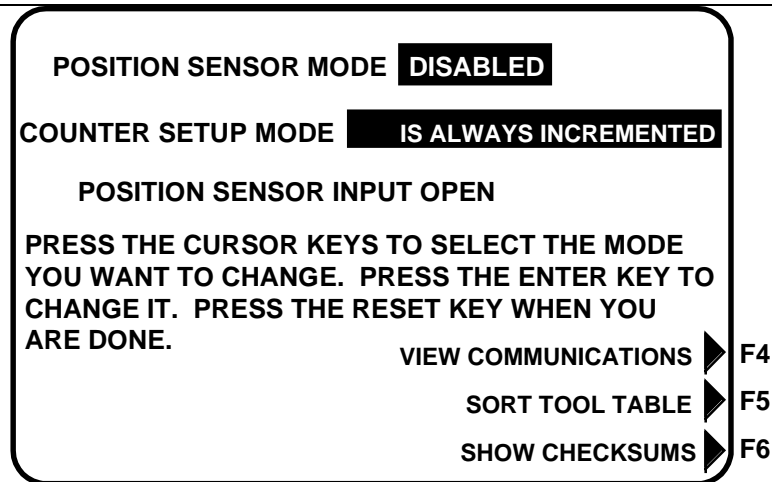 POSITION SENSOR MODE DISABLED
COUNTER SETUP MODE IS ALWAYS INCREMENTED
POSITION SENSOR INPUT OPEN
PRESS THE CURSOR KEYS TO SELECT THE MODE
YOU WANT TO CHANGE. PRESS THE ENTER KEY TO
CHANGE IT. PRESS THE RESET KEY WHEN YOU
ARE DONE.
VIEW COMMUNICATIONS F4
SORT TOOL TABLE F5
SHOW CHECKSUMS F6